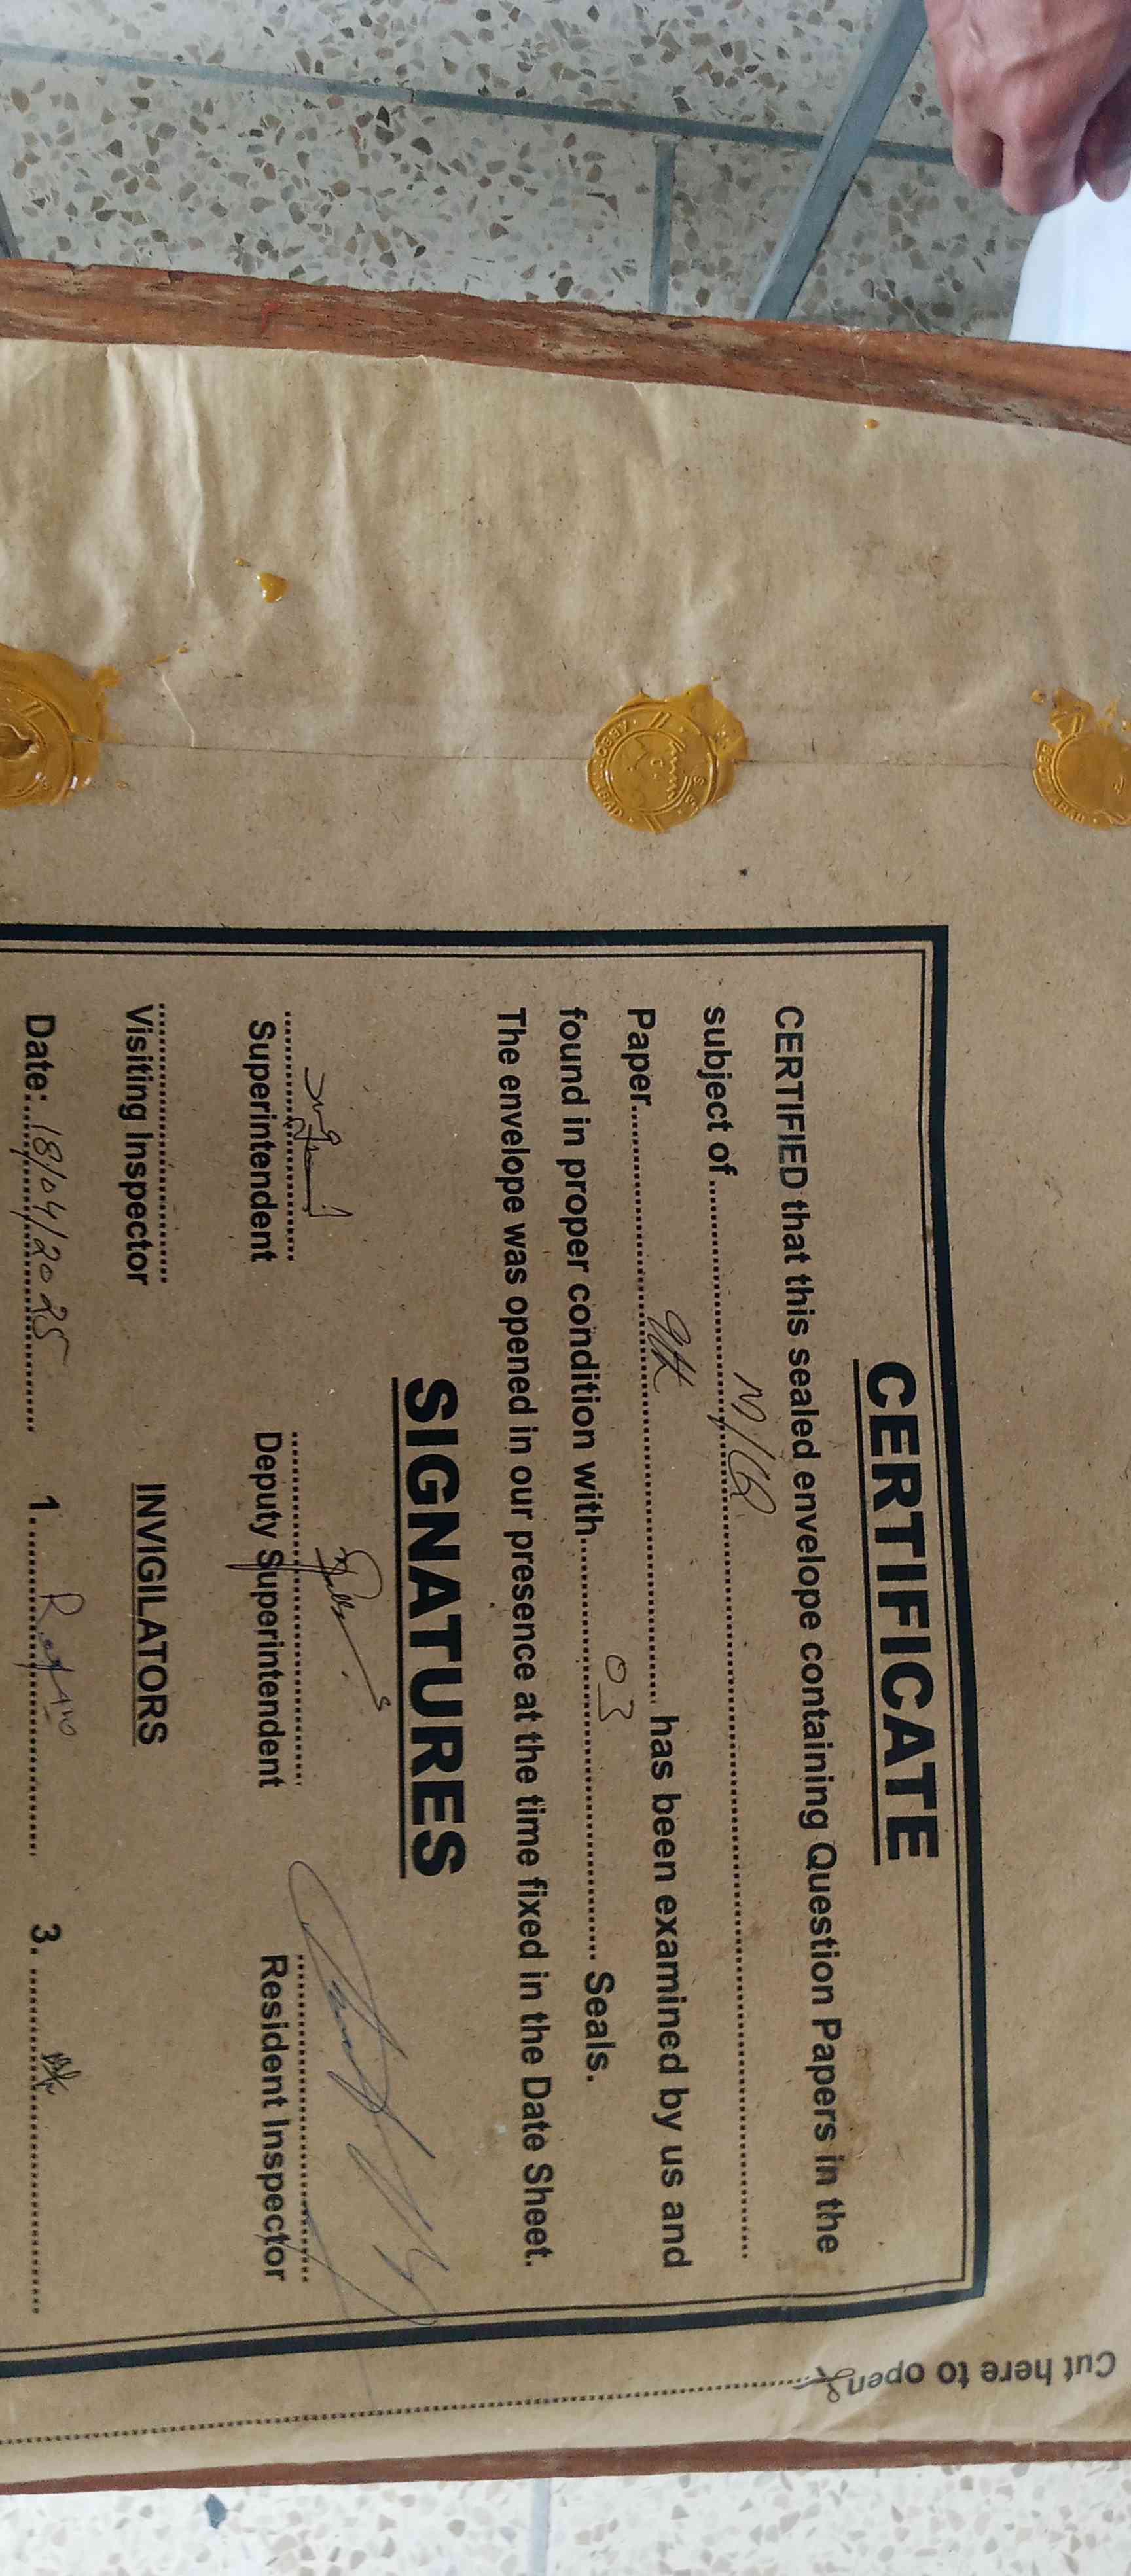 CERTIFICATE
CERTIFIED that this sealed envelope containing Question Papers in the
subject of
Paper 9th has been examined by us and
found in proper condition with 03 Seals.
The envelope was opened in our presence at the time fixed in the Date Sheet.
SIGNATURES
Superintendent Deputy Superintendent Resident Inspector
Visiting Inspector INVIGILATORS
Date: 18/04/2025 1. 3.
Cut here to open
ABBOTTABAD